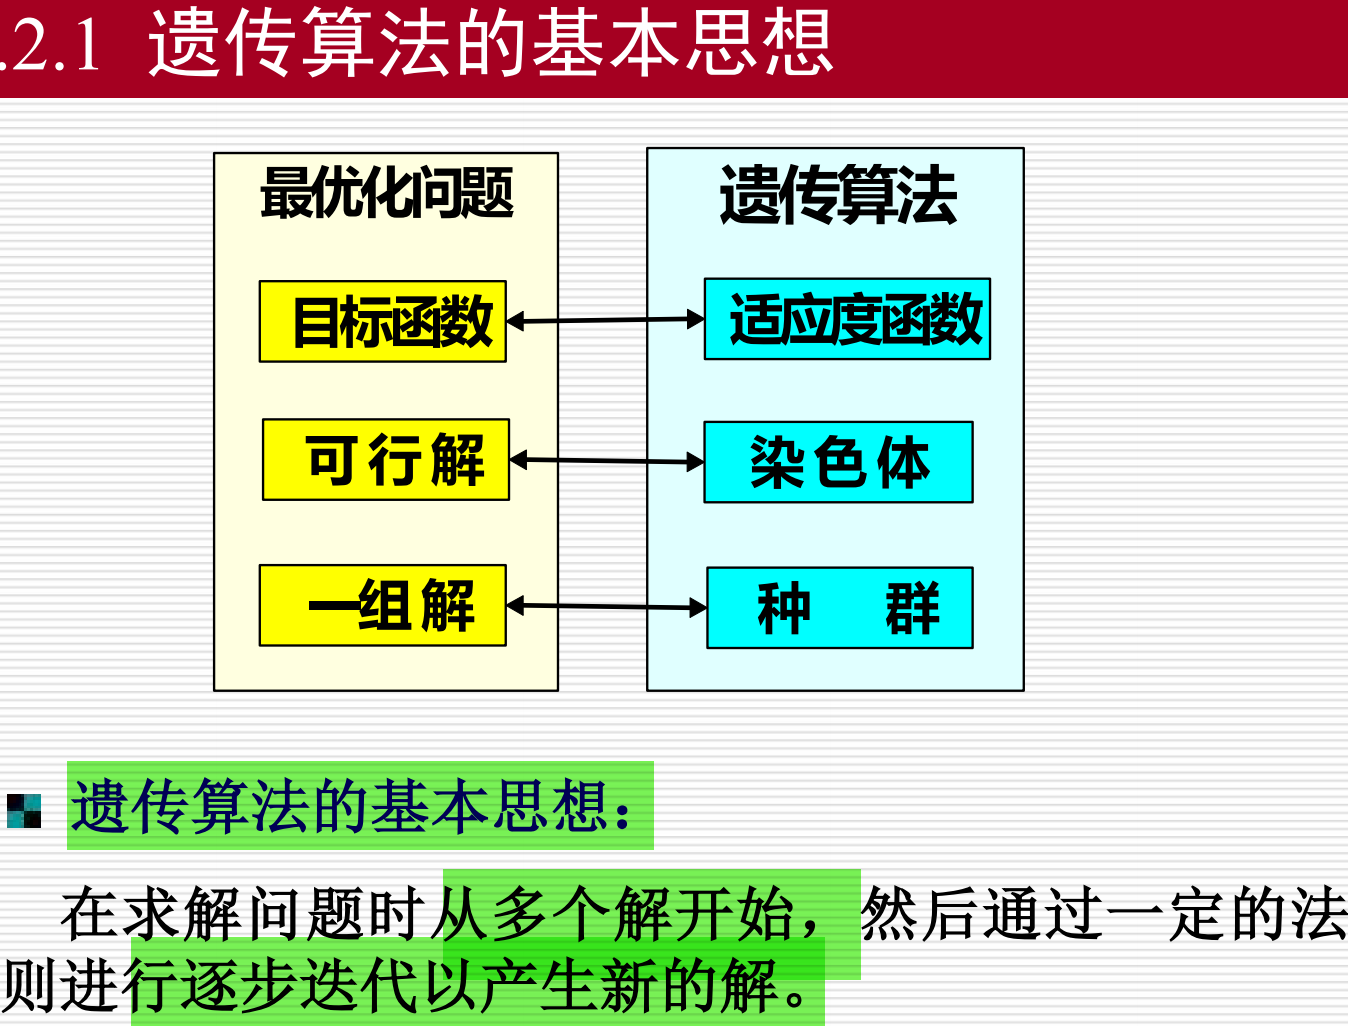 .2.1 遗传算法的基本思想
最优化问题
遗传算法
目标函数
适应度函数
可行解
染色体
一组解
种 群
遗传算法的基本思想：
在求解问题时从多个解开始，然后通过一定的法
则进行逐步迭代以产生新的解。